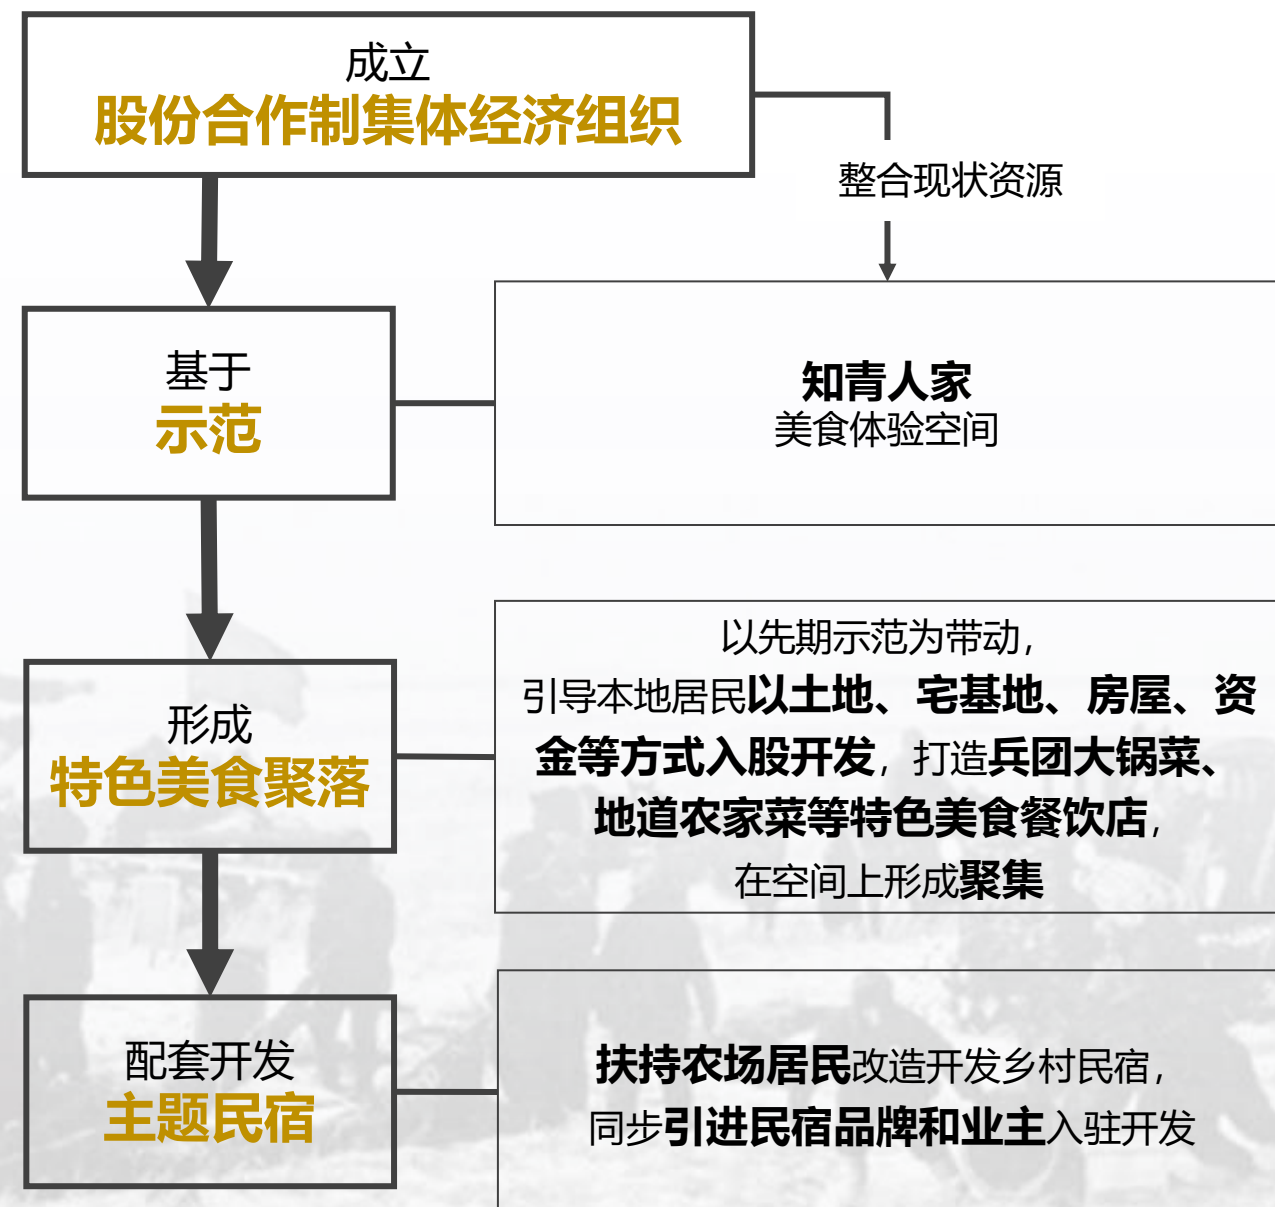 成立
股份合作制集体经济组织
整合现状资源
基于
示范
知青人家
美食体验空间
形成
特色美食聚落
以先期示范为带动，
引导本地居民以土地、宅基地、房屋、资
金等方式入股开发，打造兵团大锅菜、
地道农家菜等特色美食餐饮店，
在空间上形成聚集
配套开发
主题民宿
扶持农场居民改造开发乡村民宿，
同步引进民宿品牌和业主入驻开发